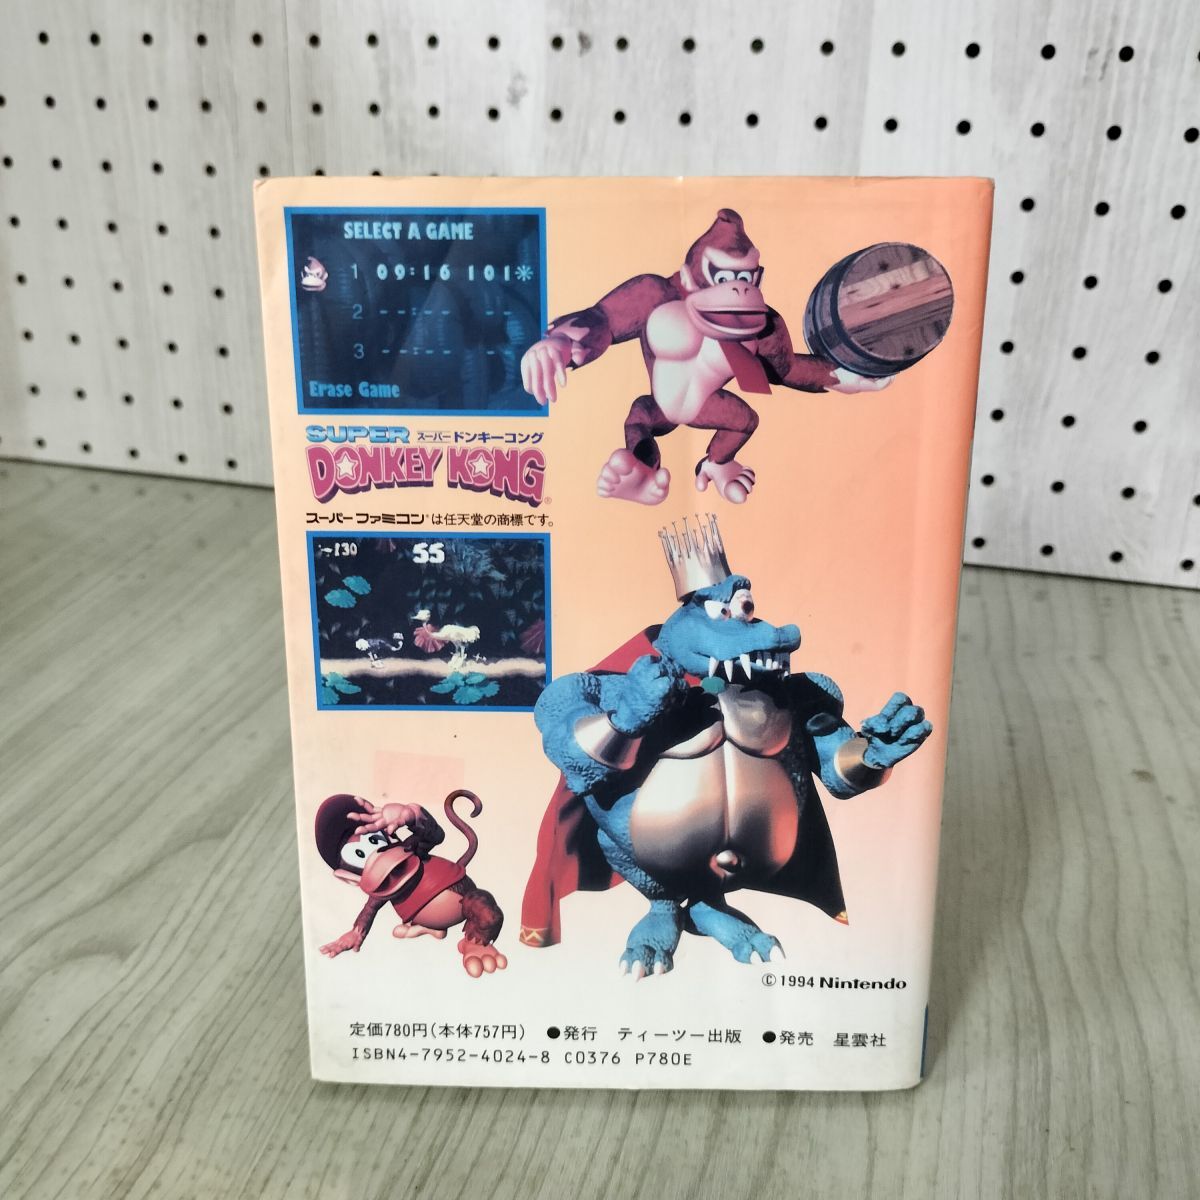 SELECT A GAME
1 09:16 101*
2 --:-- --
3 --:-- --
Erase Game
SUPER スーパードンキーコング
DONKEY KONG®
スーパーファミコン®は任天堂の商標です。
130 55
© 1994 Nintendo
定価780円(本体757円) ●発行 ティーツー出版 ●発売 星雲社
ISBN4-7952-4024-8 C0376 P780E